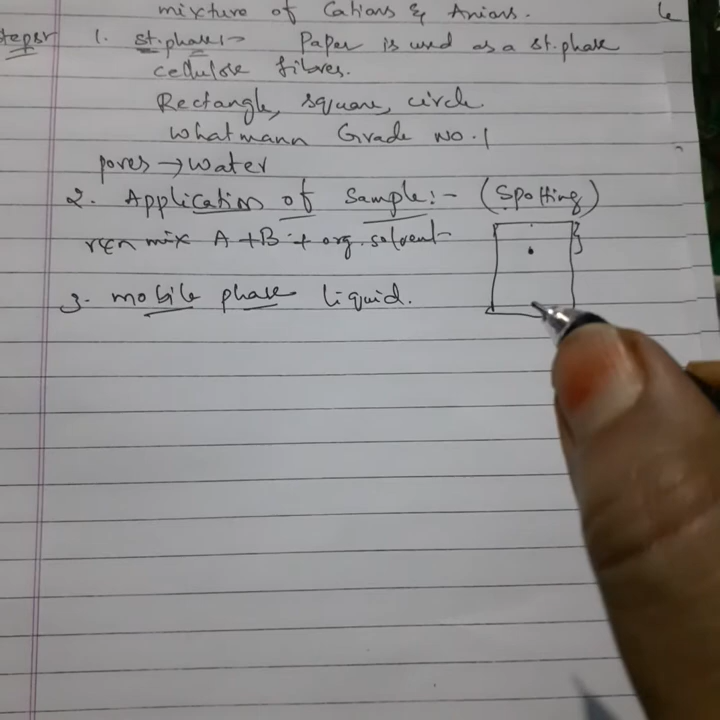 mixture of Cations & Anions.
Steps:
1. st. phase:- Paper is used as a st. phase
cellulose fibres.
Rectangle, square, circle.
Whatmann Grade No. 1
pores → water
2. Application of Sample:- (Spotting)
rxn mix A + B + org. solvent
3. mobile phase liquid.